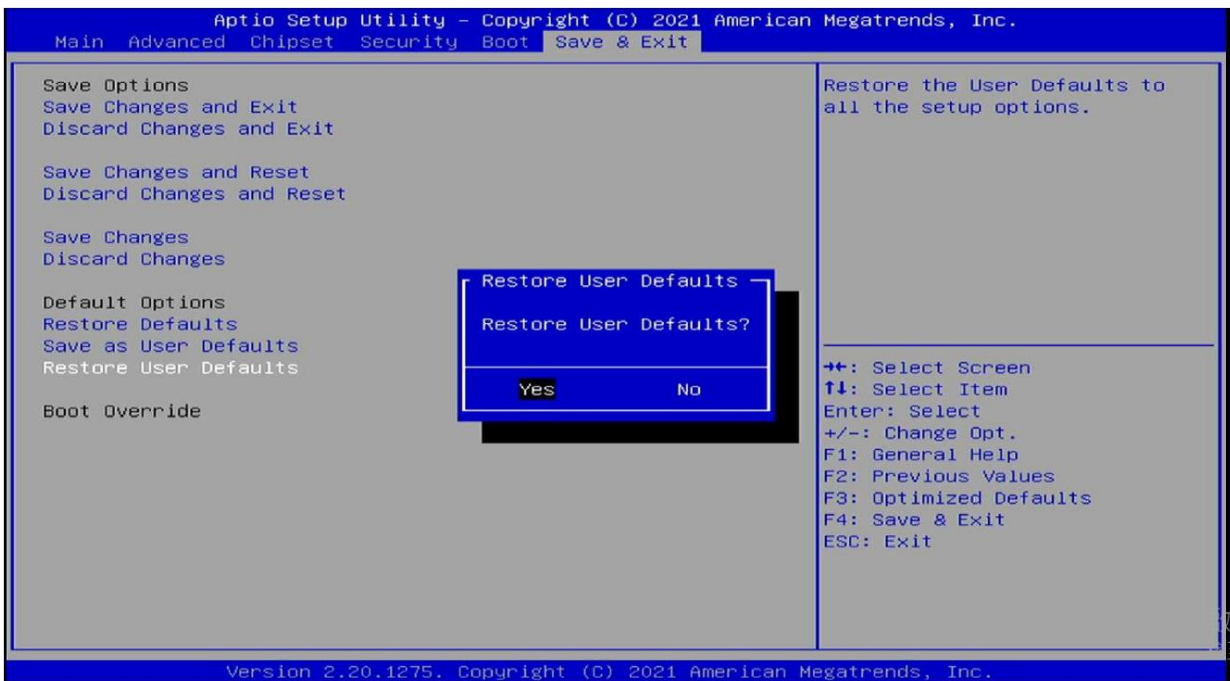 Aptio Setup Utility – Copyright (C) 2021 American Megatrends, Inc.
Main Advanced Chipset Security Boot Save & Exit
Save Options
Save Changes and Exit
Discard Changes and Exit
Save Changes and Reset
Discard Changes and Reset
Save Changes
Discard Changes
Default Options
Restore Defaults
Save as User Defaults
Restore User Defaults
Boot Override
Restore User Defaults
Restore User Defaults?
Yes No
Restore the User Defaults to
all the setup options.
→←: Select Screen
↑↓: Select Item
Enter: Select
+/-: Change Opt.
F1: General Help
F2: Previous Values
F3: Optimized Defaults
F4: Save & Exit
ESC: Exit
Version 2.20.1275. Copyright (C) 2021 American Megatrends, Inc.